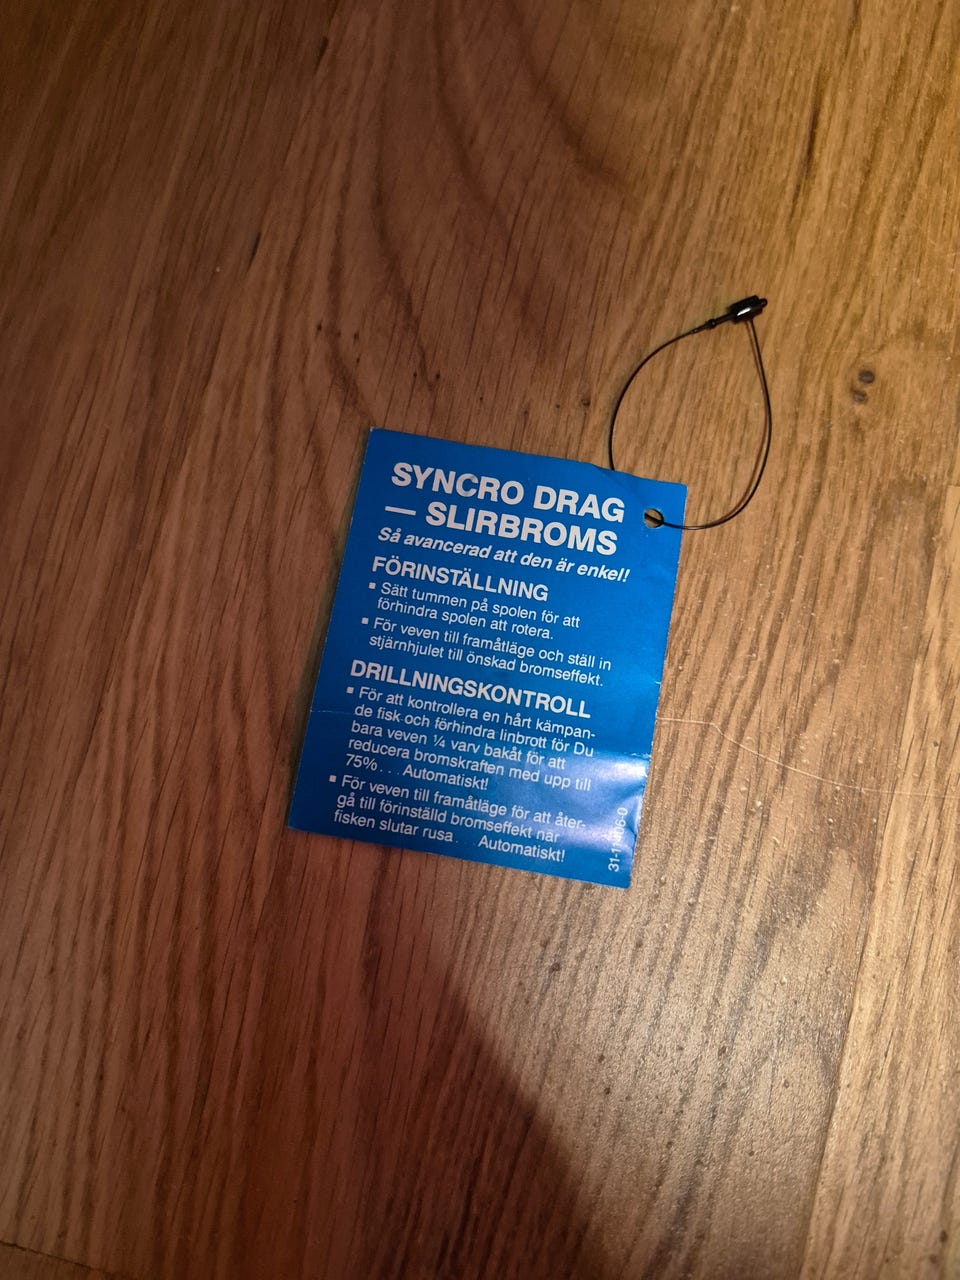 SYNCRO DRAG
— SLIRBROMS
Så avancerad att den är enkel!
FÖRINSTÄLLNING
▪ Sätt tummen på spolen för att
förhindra spolen att rotera.
▪ För veven till framåtläge och ställ in
stjärnhjulet till önskad bromseffekt.
DRILLNINGSKONTROLL
▪ För att kontrollera en hårt kämpan-
de fisk och förhindra linbrott för Du
bara veven ¼ varv bakåt för att
reducera bromskraften med upp till
75% . . . Automatiskt!
▪ För veven till framåtläge för att åter-
gå till förinställd bromseffekt när
fisken slutar rusa . . . Automatiskt!